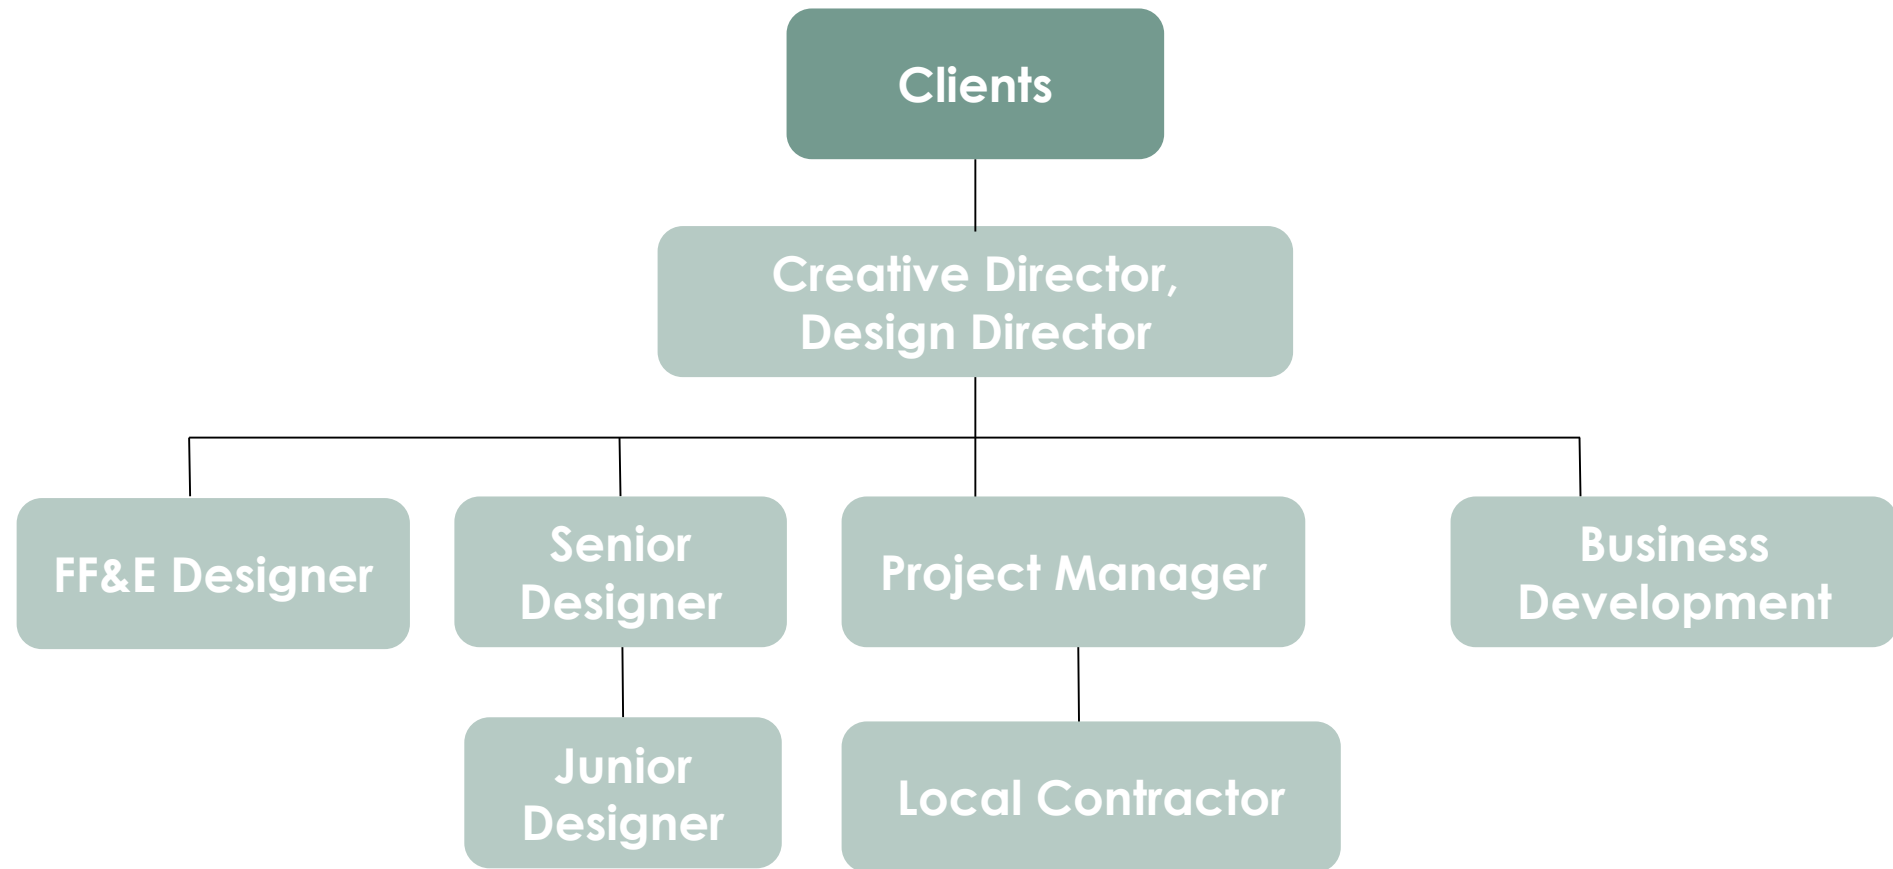 Clients
Creative Director,
Design Director
FF&E Designer
Senior
Designer
Project Manager
Business
Development
Junior
Designer
Local Contractor